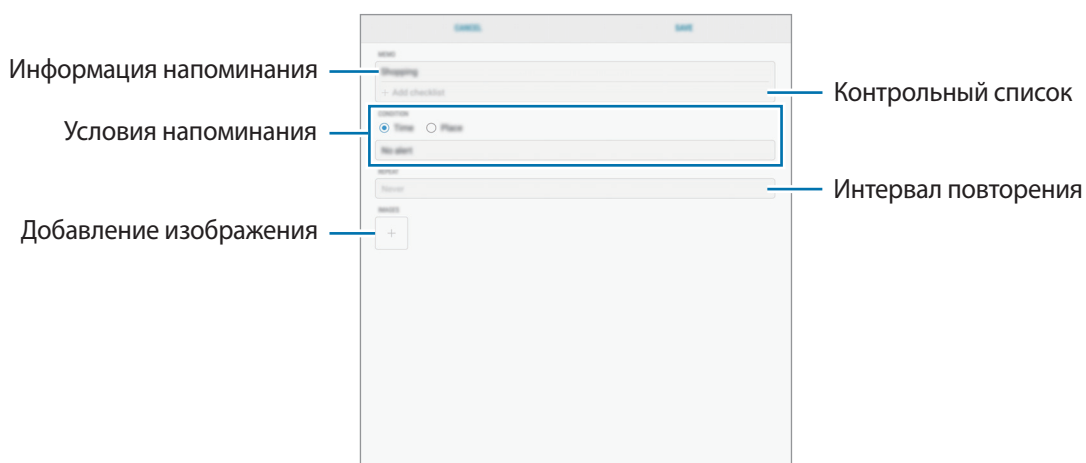 CANCEL
SAVE
MEMO
Информация напоминания
Shopping
+ Add checklist
Контрольный список
CONDITION
Условия напоминания
Time
Place
No alert
REPEAT
Never
Интервал повторения
IMAGES
Добавление изображения
+